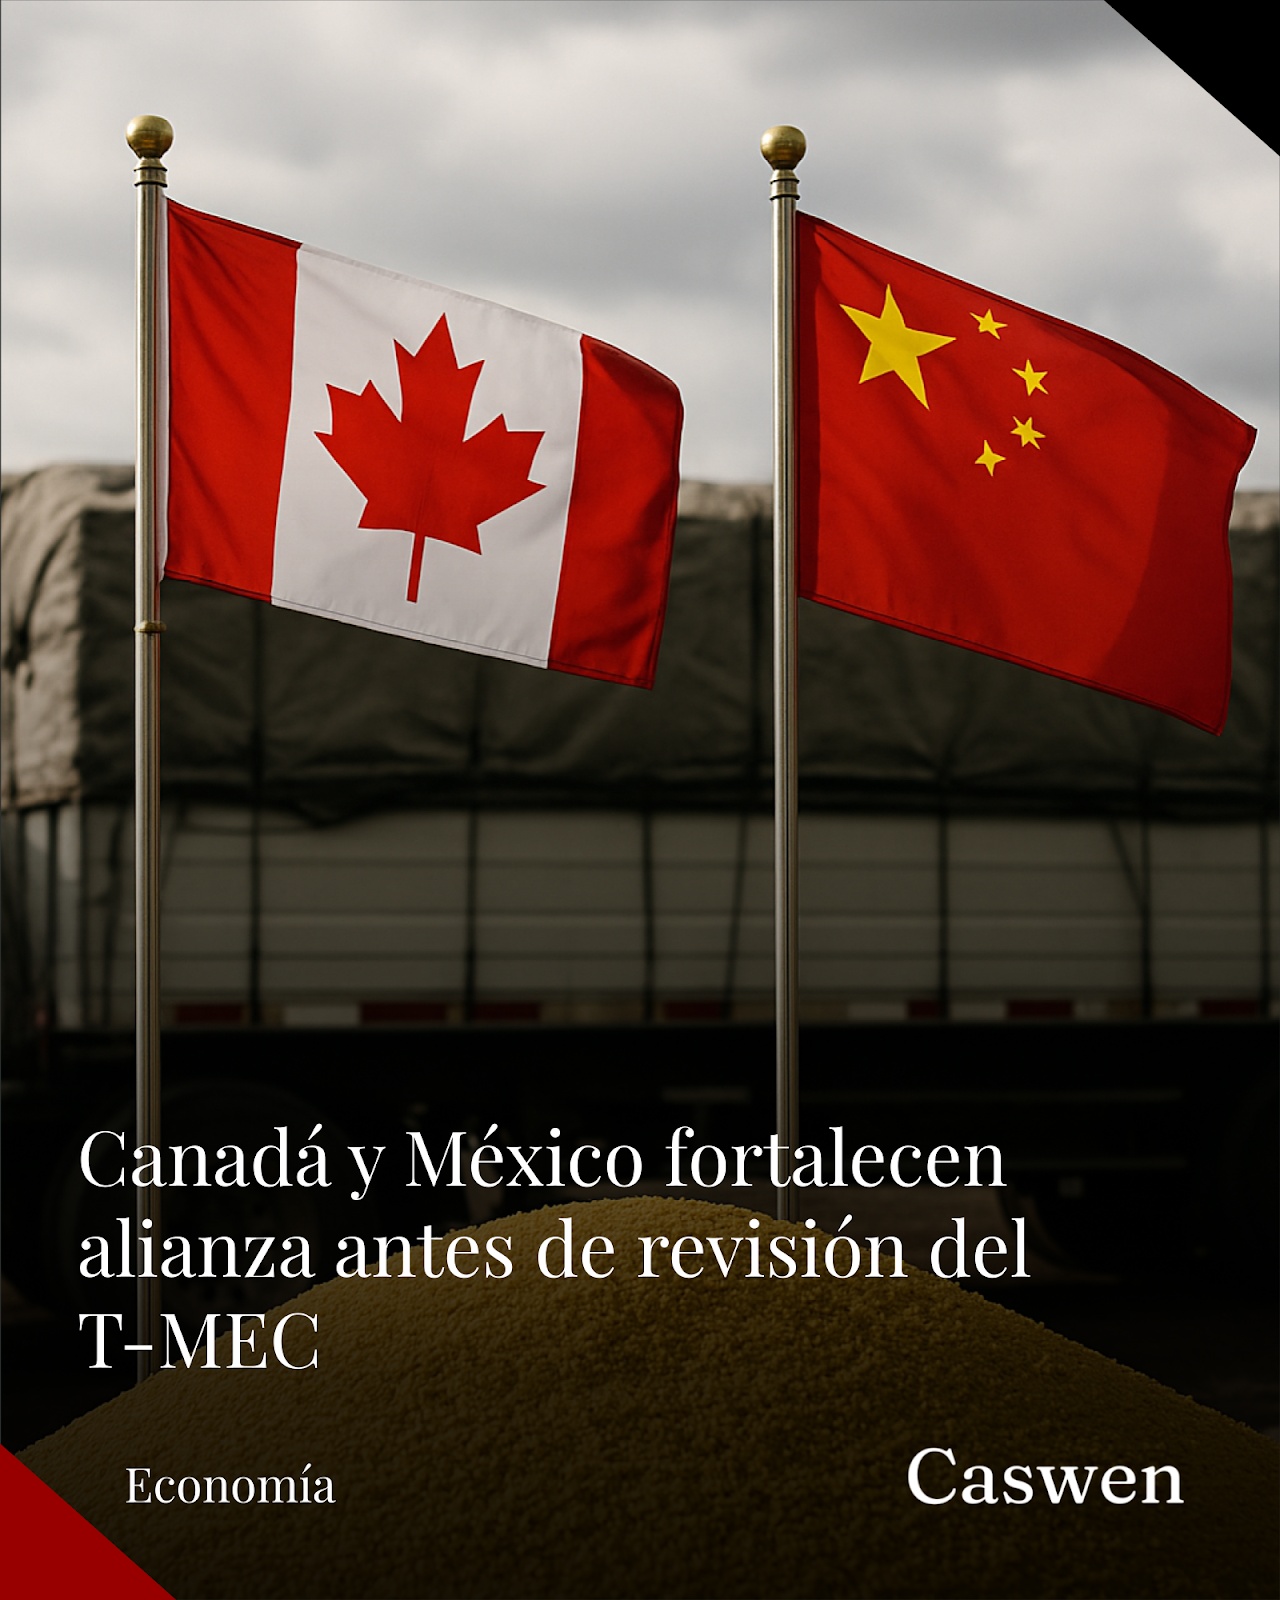 Canadá y México fortalecen
alianza antes de revisión del
T-MEC
Economía
Caswen